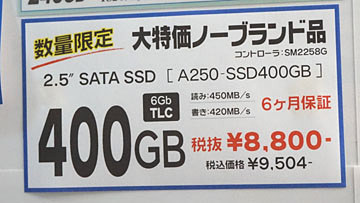 数量限定 大特価ノーブランド品
コントローラ:SM2258G
2.5" SATA SSD [ A250-SSD400GB ]
400GB
6Gb
TLC
読み:450MB/s
書き:420MB/s
6ヶ月保証
税抜 ¥8,800-
税込価格 ¥9,504-